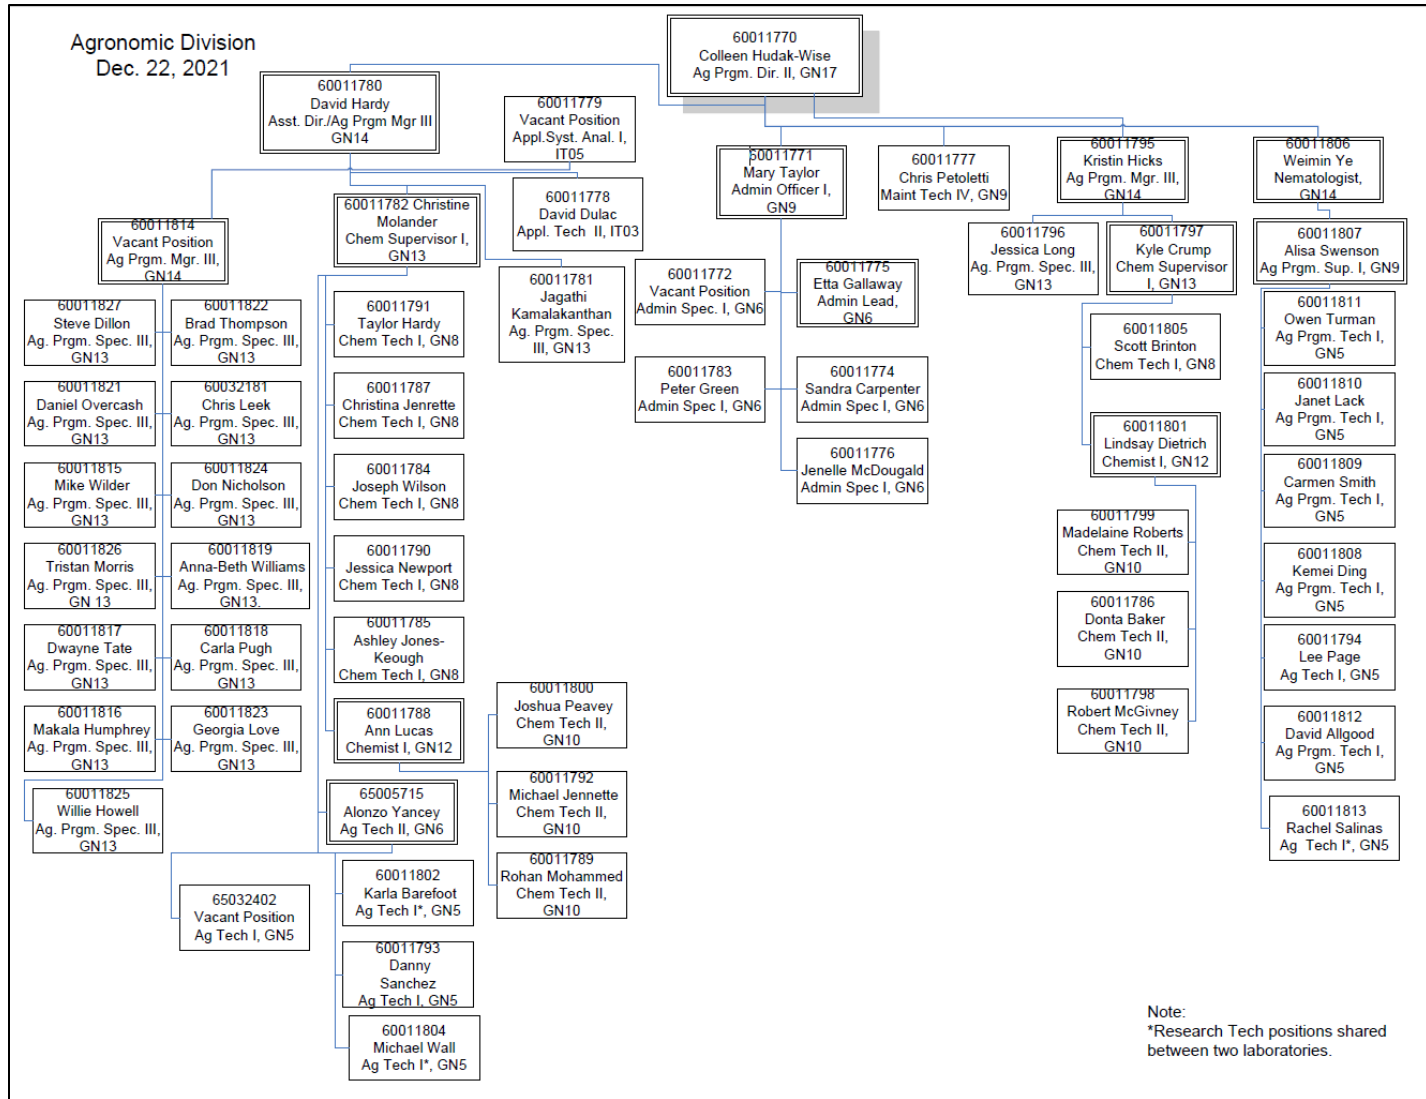 Agronomic Division
Dec. 22, 2021
60011770
Colleen Hudak-Wise
Ag Prgm. Dir. II, GN17
60011780
David Hardy
Asst. Dir./Ag Prgm Mgr III
GN14
60011779
Vacant Position
Appl.Syst. Anal. I,
IT05
60011778
David Dulac
Appl. Tech  II, IT03
60011771
Mary Taylor
Admin Officer I,
GN9
60011777
Chris Petoletti
Maint Tech IV, GN9
60011795
Kristin Hicks
Ag Prgm. Mgr. III,
GN14
60011806
Weimin Ye
Nematologist,
GN14
60011814
Vacant Position
Ag Prgm. Mgr. III,
GN14
60011782 Christine
Molander
Chem Supervisor I,
GN13
60011781
Jagathi
Kamalakanthan
Ag. Prgm. Spec.
III, GN13
60011772
Vacant Position
Admin Spec. I, GN6
60011775
Etta Gallaway
Admin Lead,
GN6
60011783
Peter Green
Admin Spec I, GN6
60011774
Sandra Carpenter
Admin Spec I, GN6
60011776
Jenelle McDougald
Admin Spec I, GN6
60011796
Jessica Long
Ag. Prgm. Spec. III,
GN13
60011797
Kyle Crump
Chem Supervisor
I, GN13
60011807
Alisa Swenson
Ag Prgm. Sup. I, GN9
60011827
Steve Dillon
Ag. Prgm. Spec. III,
GN13
60011822
Brad Thompson
Ag. Prgm. Spec. III,
GN13
60011821
Daniel Overcash
Ag. Prgm. Spec. III,
GN13
60032181
Chris Leek
Ag. Prgm. Spec. III,
GN13
60011815
Mike Wilder
Ag. Prgm. Spec. III,
GN13
60011824
Don Nicholson
Ag. Prgm. Spec. III,
GN13
60011826
Tristan Morris
Ag. Prgm. Spec. III,
GN 13
60011819
Anna-Beth Williams
Ag. Prgm. Spec. III,
GN13.
60011817
Dwayne Tate
Ag. Prgm. Spec. III,
GN13
60011818
Carla Pugh
Ag. Prgm. Spec. III,
GN13
60011816
Makala Humphrey
Ag. Prgm. Spec. III,
GN13
60011823
Georgia Love
Ag. Prgm. Spec. III,
GN13
60011825
Willie Howell
Ag. Prgm. Spec. III,
GN13
60011791
Taylor Hardy
Chem Tech I, GN8
60011787
Christina Jenrette
Chem Tech I, GN8
60011784
Joseph Wilson
Chem Tech I, GN8
60011790
Jessica Newport
Chem Tech I, GN8
60011785
Ashley Jones-
Keough
Chem Tech I, GN8
60011788
Ann Lucas
Chemist I, GN12
60011800
Joshua Peavey
Chem Tech II,
GN10
60011792
Michael Jennette
Chem Tech II,
GN10
60011789
Rohan Mohammed
Chem Tech II,
GN10
65005715
Alonzo Yancey
Ag Tech II, GN6
65032402
Vacant Position
Ag Tech I, GN5
60011802
Karla Barefoot
Ag Tech I*, GN5
60011793
Danny
Sanchez
Ag Tech I, GN5
60011804
Michael Wall
Ag Tech I*, GN5
60011805
Scott Brinton
Chem Tech I, GN8
60011801
Lindsay Dietrich
Chemist I, GN12
60011799
Madelaine Roberts
Chem Tech II,
GN10
60011786
Donta Baker
Chem Tech II,
GN10
60011798
Robert McGivney
Chem Tech II,
GN10
60011811
Owen Turman
Ag Prgm. Tech I,
GN5
60011810
Janet Lack
Ag Prgm. Tech I,
GN5
60011809
Carmen Smith
Ag Prgm. Tech I,
GN5
60011808
Kemei Ding
Ag Prgm. Tech I,
GN5
60011794
Lee Page
Ag Tech I, GN5
60011812
David Allgood
Ag Prgm. Tech I,
GN5
60011813
Rachel Salinas
Ag  Tech I*, GN5
Note:
*Research Tech positions shared
between two laboratories.